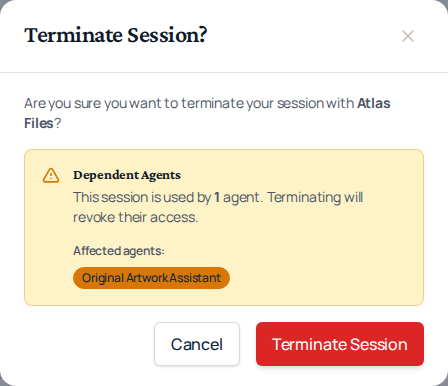 Terminate Session?
Are you sure you want to terminate your session with Atlas
Files?
Dependent Agents
This session is used by 1 agent. Terminating will
revoke their access.
Affected agents:
Original Artwork Assistant
Cancel
Terminate Session